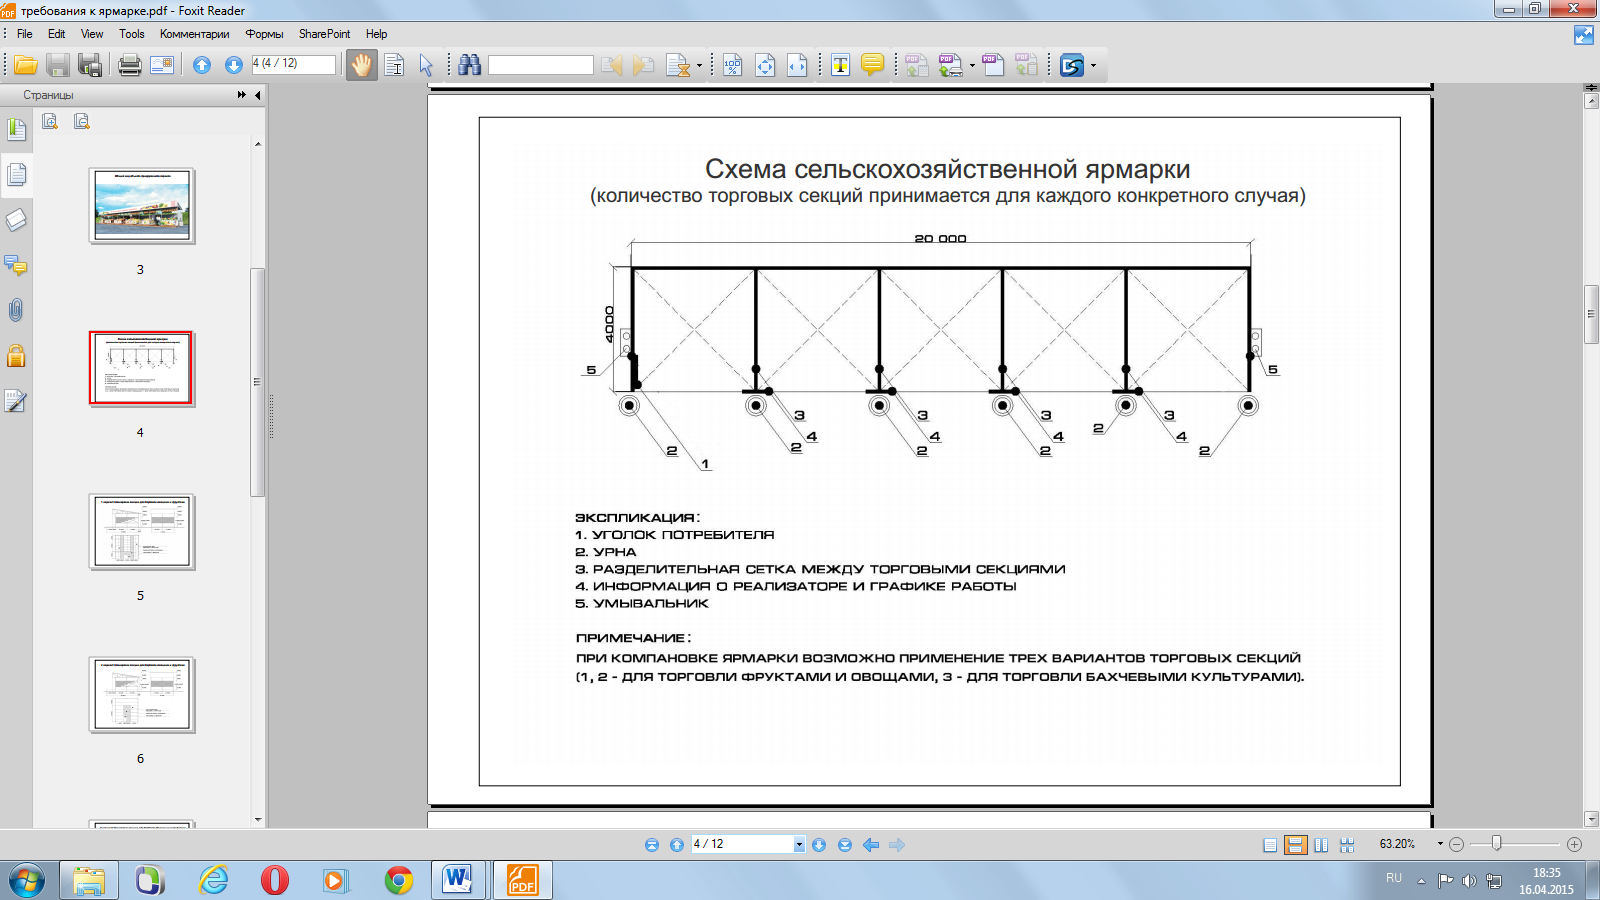 требования к ярмарке.pdf - Foxit Reader
File Edit View Tools Комментарии Формы SharePoint Help
4 (4 / 12)
Страницы
3
4
5
6
Схема сельскохозяйственной ярмарки
(количество торговых секций принимается для каждого конкретного случая)
20 000
4000
5 5
3 3 3 2 3
4 4 4 4
2 2 2 2 2
1
ЭКСПЛИКАЦИЯ:
1. УГОЛОК ПОТРЕБИТЕЛЯ
2. УРНА
3. РАЗДЕЛИТЕЛЬНАЯ СЕТКА МЕЖДУ ТОРГОВЫМИ СЕКЦИЯМИ
4. ИНФОРМАЦИЯ О РЕАЛИЗАТОРЕ И ГРАФИКЕ РАБОТЫ
5. УМЫВАЛЬНИК
ПРИМЕЧАНИЕ:
ПРИ КОМПАНОВКЕ ЯРМАРКИ ВОЗМОЖНО ПРИМЕНЕНИЕ ТРЕХ ВАРИАНТОВ ТОРГОВЫХ СЕКЦИЙ
(1, 2 - ДЛЯ ТОРГОВЛИ ФРУКТАМИ И ОВОЩАМИ, 3 - ДЛЯ ТОРГОВЛИ БАХЧЕВЫМИ КУЛЬТУРАМИ).
4 / 12
63.20%
RU
18:35
16.04.2015